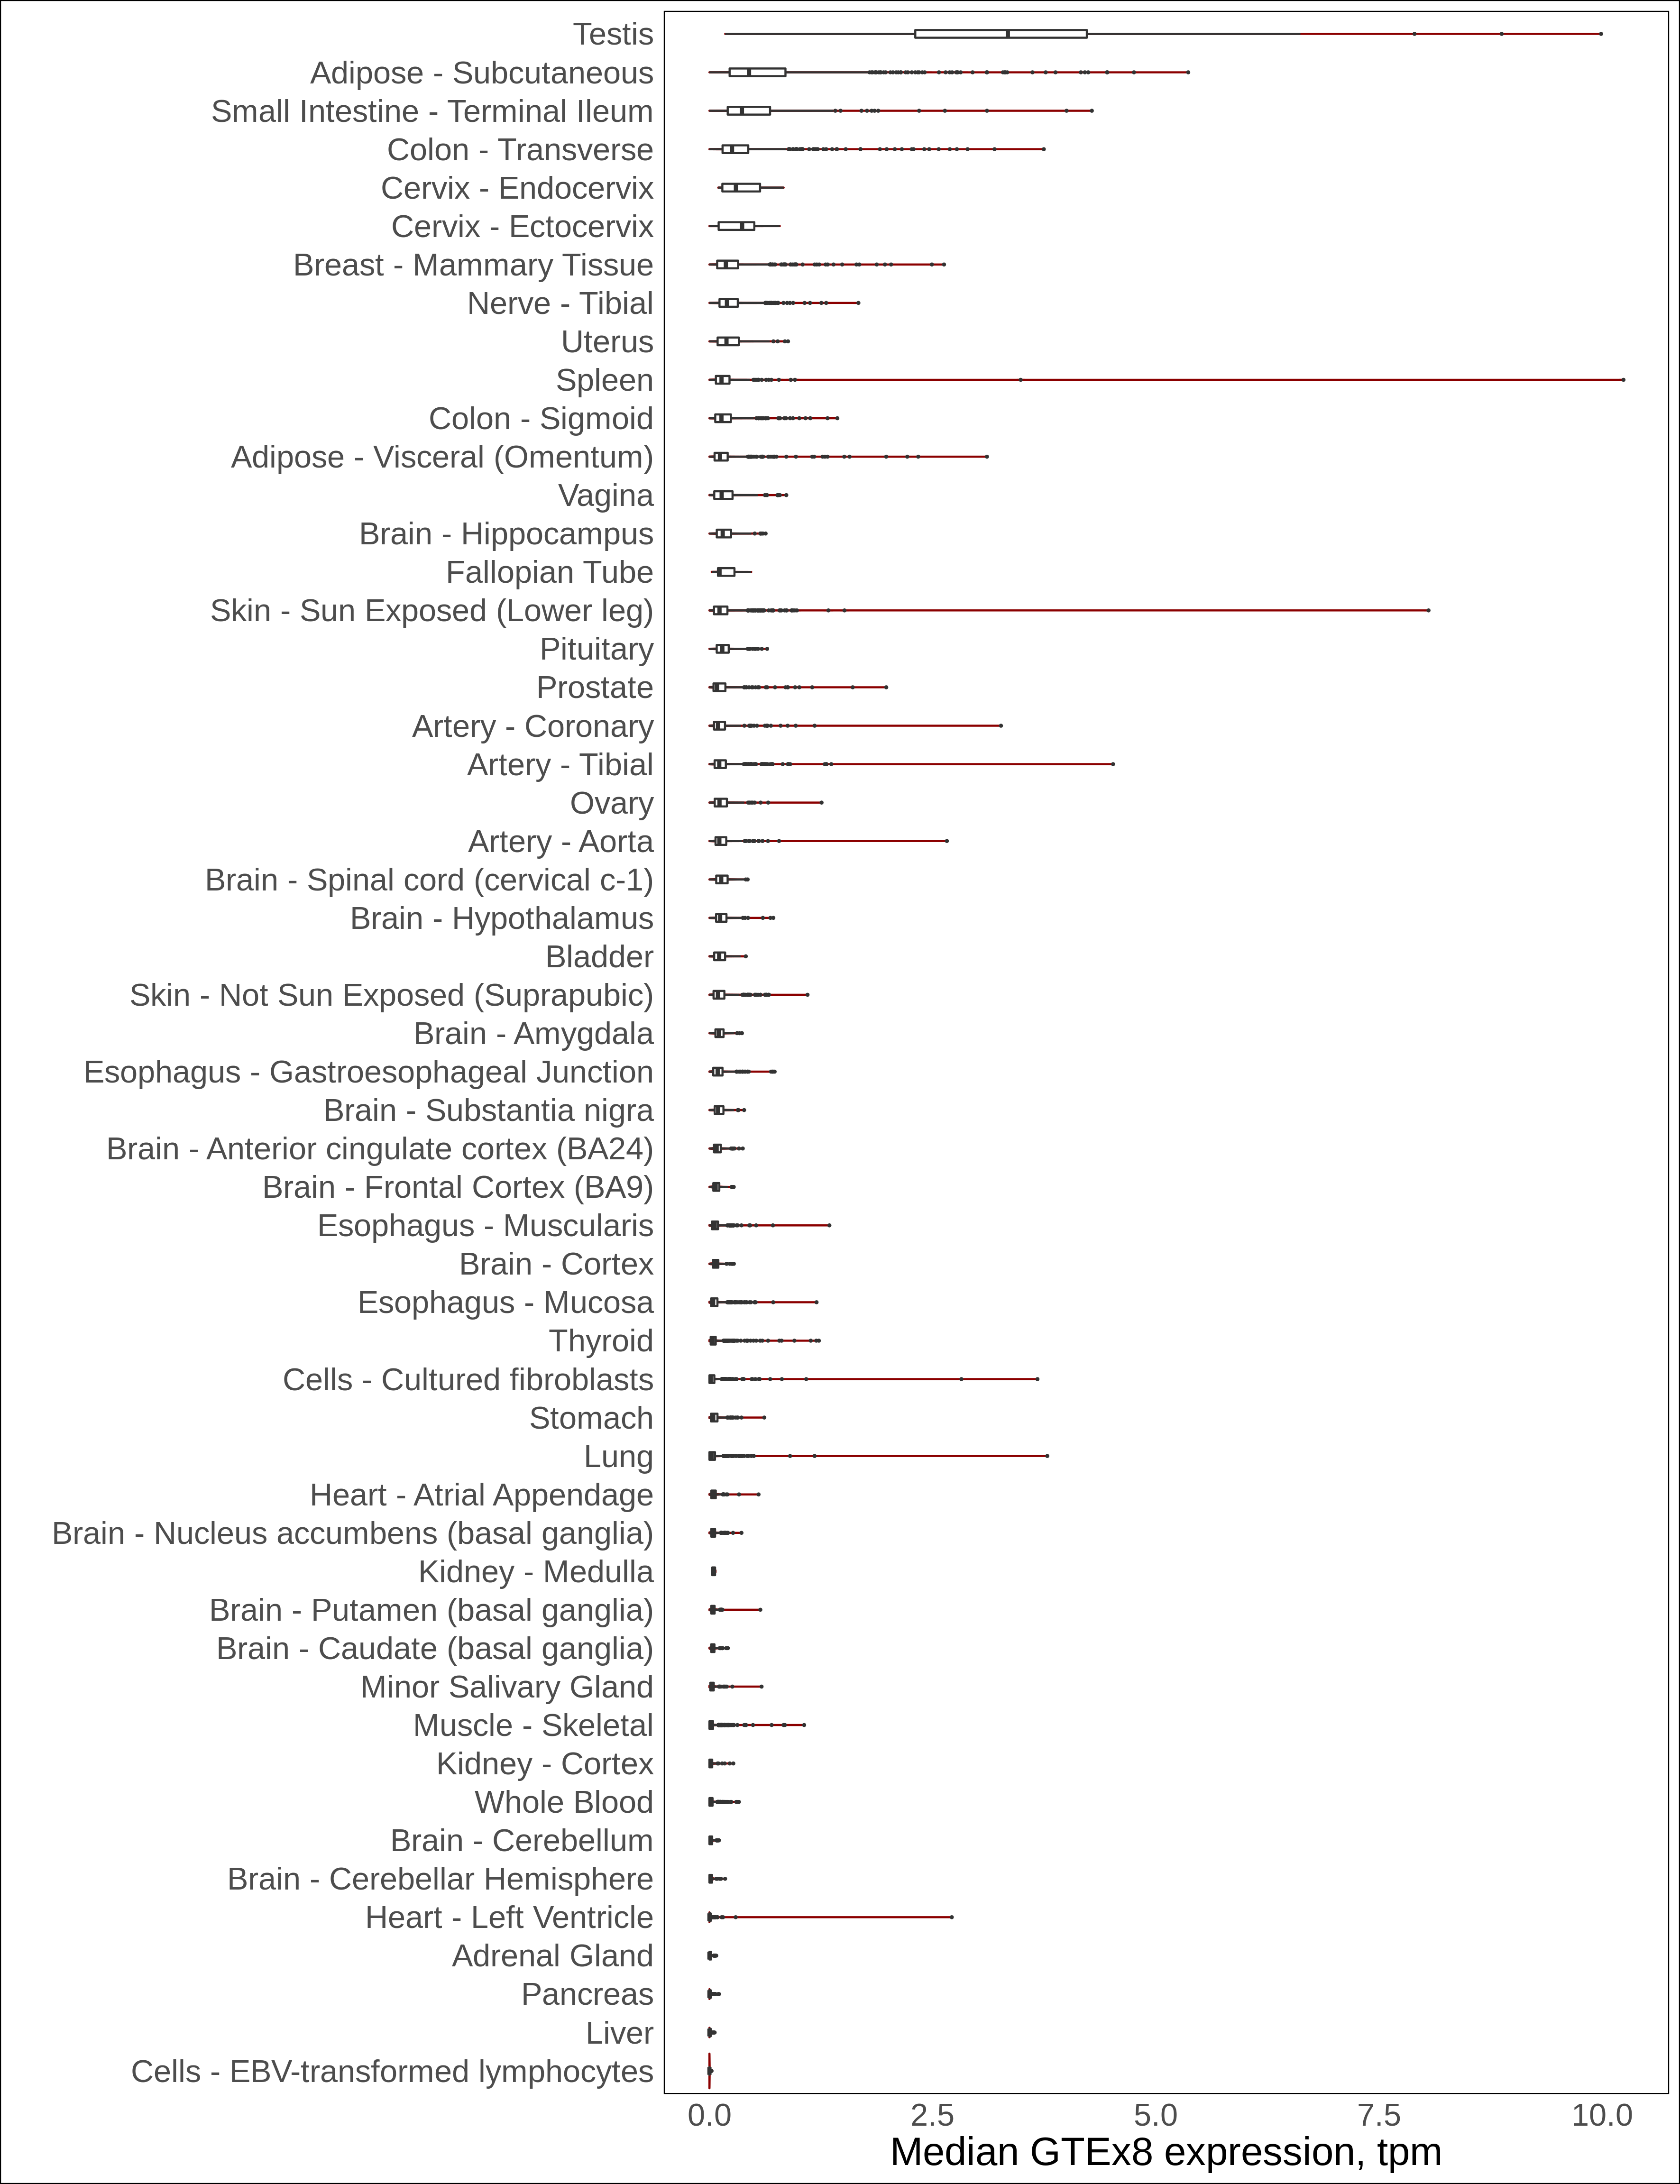 Testis
Adipose - Subcutaneous
Small Intestine - Terminal Ileum
Colon - Transverse
Cervix - Endocervix
Cervix - Ectocervix
Breast - Mammary Tissue
Nerve - Tibial
Uterus
Spleen
Colon - Sigmoid
Adipose - Visceral (Omentum)
Vagina
Brain - Hippocampus
Fallopian Tube
Skin - Sun Exposed (Lower leg)
Pituitary
Prostate
Artery - Coronary
Artery - Tibial
Ovary
Artery - Aorta
Brain - Spinal cord (cervical c-1)
Brain - Hypothalamus
Bladder
Skin - Not Sun Exposed (Suprapubic)
Brain - Amygdala
Esophagus - Gastroesophageal Junction
Brain - Substantia nigra
Brain - Anterior cingulate cortex (BA24)
Brain - Frontal Cortex (BA9)
Esophagus - Muscularis
Brain - Cortex
Esophagus - Mucosa
Thyroid
Cells - Cultured fibroblasts
Stomach
Lung
Heart - Atrial Appendage
Brain - Nucleus accumbens (basal ganglia)
Kidney - Medulla
Brain - Putamen (basal ganglia)
Brain - Caudate (basal ganglia)
Minor Salivary Gland
Muscle - Skeletal
Kidney - Cortex
Whole Blood
Brain - Cerebellum
Brain - Cerebellar Hemisphere
Heart - Left Ventricle
Adrenal Gland
Pancreas
Liver
Cells - EBV-transformed lymphocytes
0.0 2.5 5.0 7.5 10.0
Median GTEx8 expression, tpm